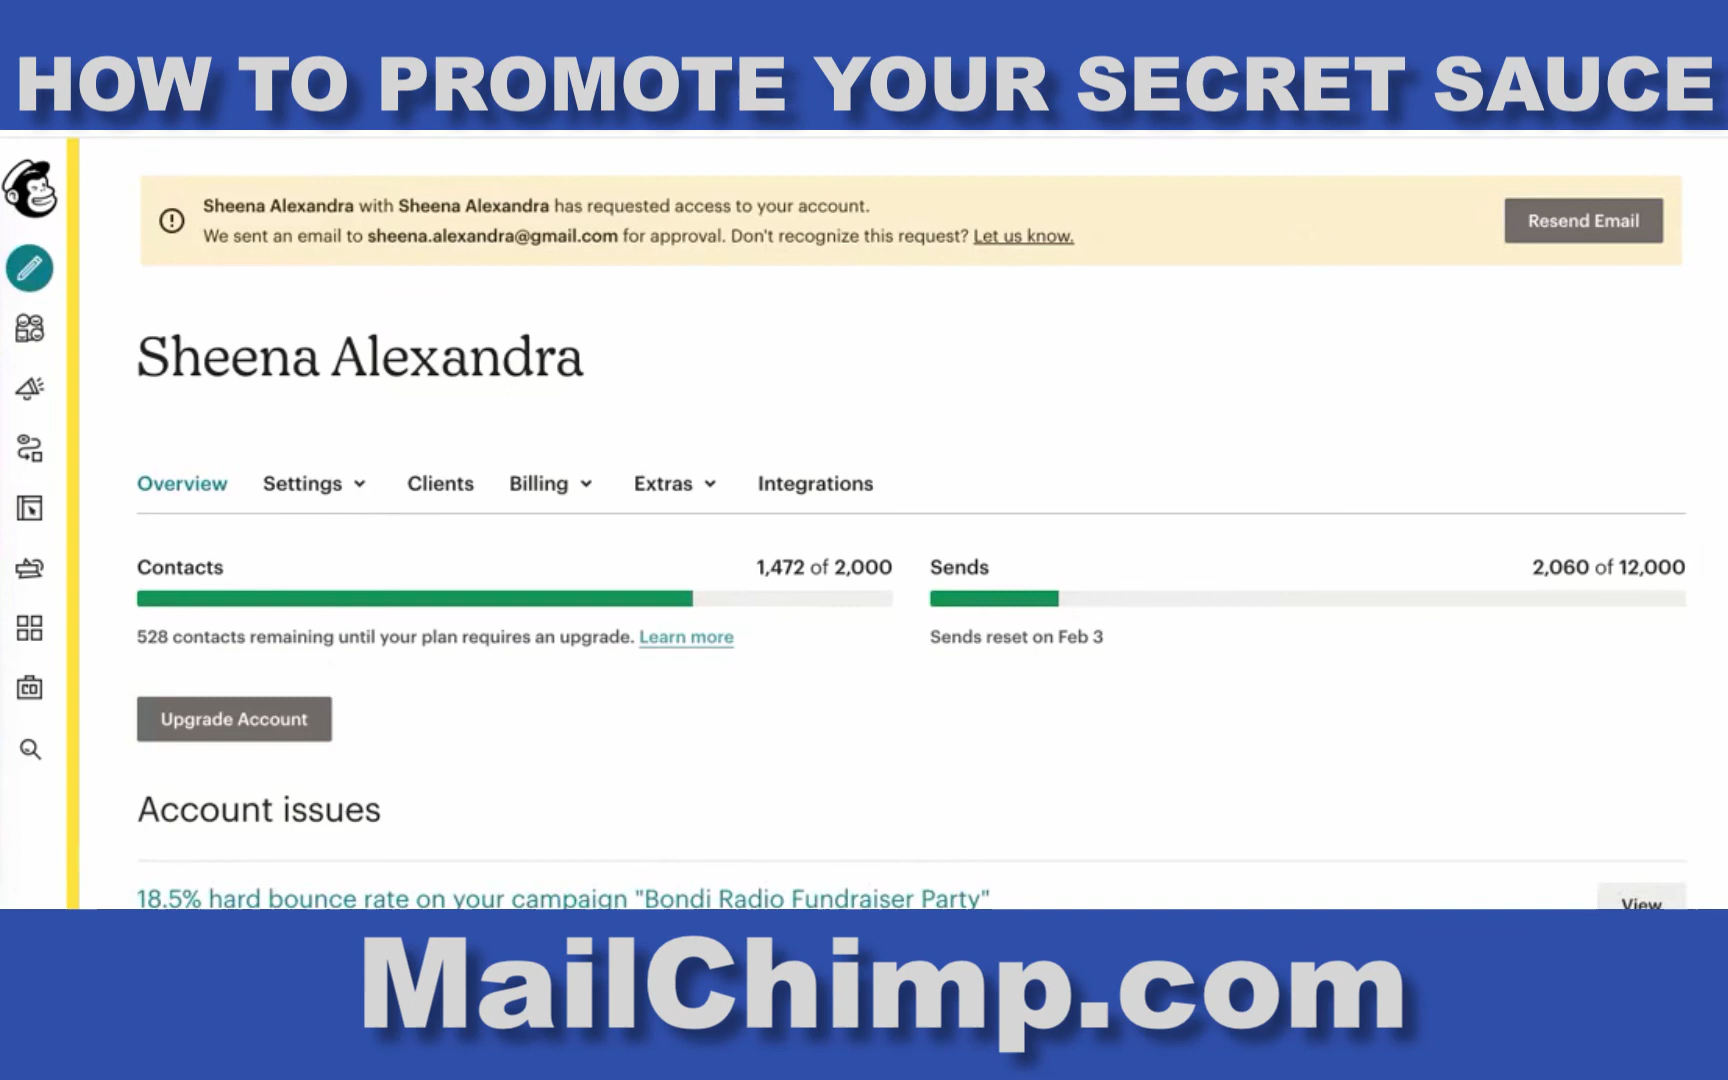 HOW TO PROMOTE YOUR SECRET SAUCE
Sheena Alexandra with Sheena Alexandra has requested access to your account.
We sent an email to sheena.alexandra@gmail.com for approval. Don't recognize this request? Let us know.
Resend Email
Sheena Alexandra
Overview Settings Clients Billing Extras Integrations
Contacts 1,472 of 2,000
Sends 2,060 of 12,000
528 contacts remaining until your plan requires an upgrade. Learn more
Sends reset on Feb 3
Upgrade Account
Account issues
18.5% hard bounce rate on your campaign "Bondi Radio Fundraiser Party"
View
MailChimp.com